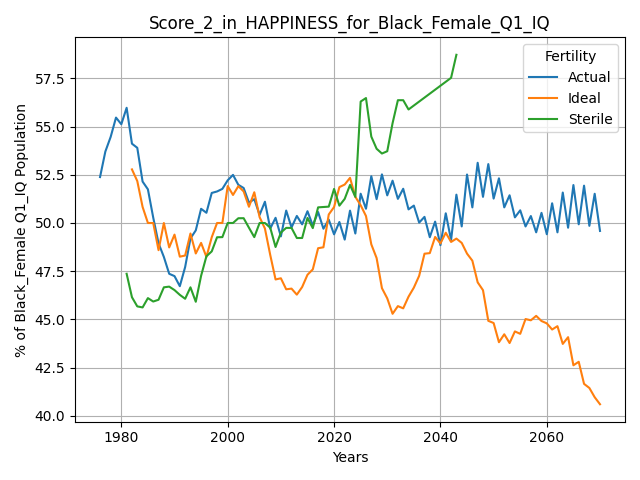 Score_2_in_HAPPINESS_for_Black_Female_Q1_IQ
% of Black_Female Q1_IQ Population
57.5
55.0
52.5
50.0
47.5
45.0
42.5
40.0
Fertility
Actual
Ideal
Sterile
1980 2000 2020 2040 2060
Years